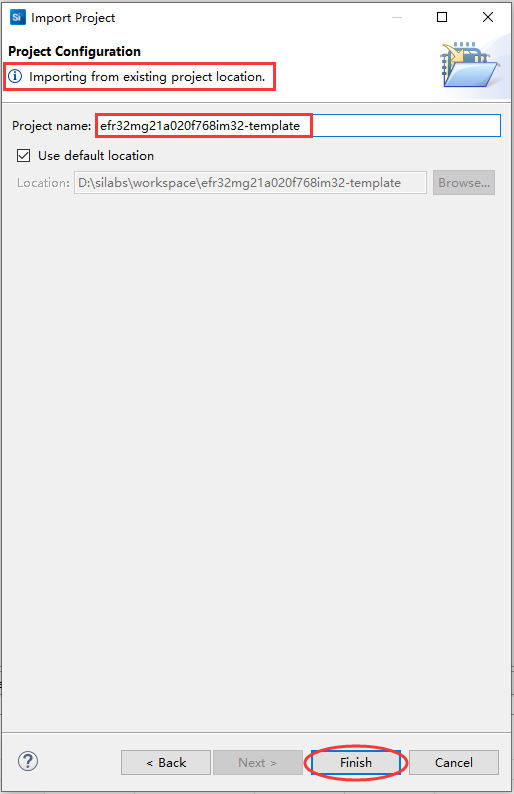 Si Import Project
Project Configuration
i Importing from existing project location.
Project name: efr32mg21a020f768im32-template
Use default location
Location: D:\silabs\workspace\efr32mg21a020f768im32-template Browse...
? < Back Next > Finish Cancel